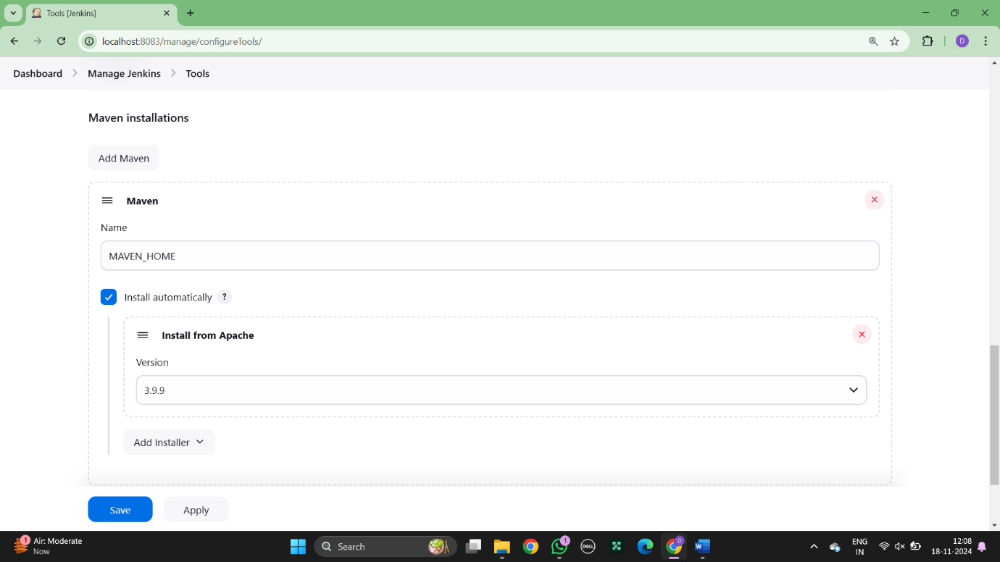 Tools [Jenkins]
localhost:8083/manage/configureTools/
D
Dashboard > Manage Jenkins > Tools
Maven installations
Add Maven
Maven
Name
MAVEN_HOME
Install automatically ?
Install from Apache
Version
3.9.9
Add Installer
Save Apply
1 Air: Moderate
Now
Search
1
DELL
D
W
ENG
IN
12:08
18-11-2024